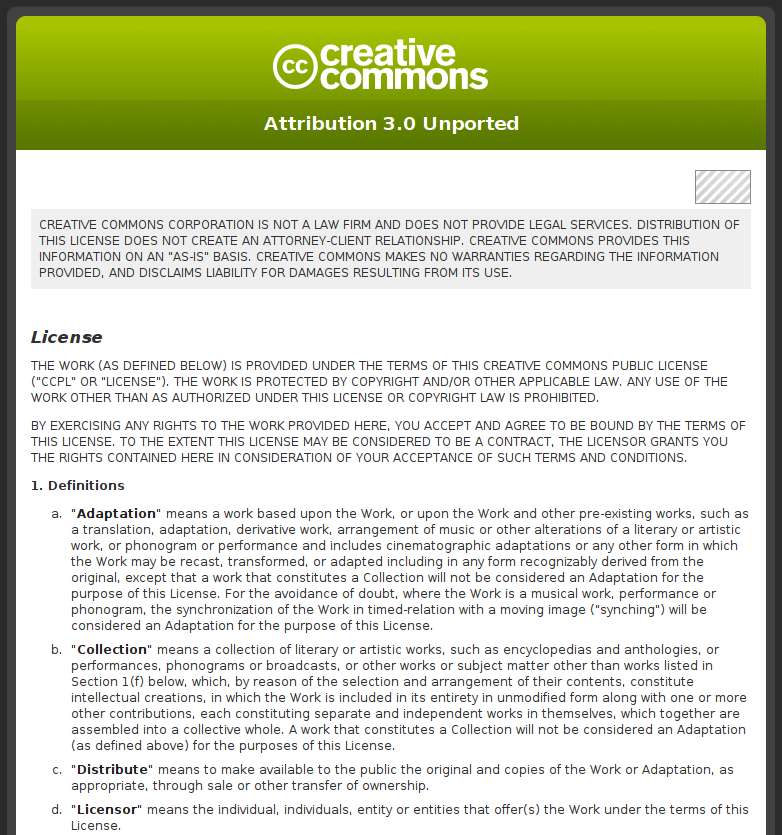 cc creative
commons
Attribution 3.0 Unported
CREATIVE COMMONS CORPORATION IS NOT A LAW FIRM AND DOES NOT PROVIDE LEGAL SERVICES. DISTRIBUTION OF
THIS LICENSE DOES NOT CREATE AN ATTORNEY-CLIENT RELATIONSHIP. CREATIVE COMMONS PROVIDES THIS
INFORMATION ON AN "AS-IS" BASIS. CREATIVE COMMONS MAKES NO WARRANTIES REGARDING THE INFORMATION
PROVIDED, AND DISCLAIMS LIABILITY FOR DAMAGES RESULTING FROM ITS USE.
License
THE WORK (AS DEFINED BELOW) IS PROVIDED UNDER THE TERMS OF THIS CREATIVE COMMONS PUBLIC LICENSE
("CCPL" OR "LICENSE"). THE WORK IS PROTECTED BY COPYRIGHT AND/OR OTHER APPLICABLE LAW. ANY USE OF THE
WORK OTHER THAN AS AUTHORIZED UNDER THIS LICENSE OR COPYRIGHT LAW IS PROHIBITED.
BY EXERCISING ANY RIGHTS TO THE WORK PROVIDED HERE, YOU ACCEPT AND AGREE TO BE BOUND BY THE TERMS OF
THIS LICENSE. TO THE EXTENT THIS LICENSE MAY BE CONSIDERED TO BE A CONTRACT, THE LICENSOR GRANTS YOU
THE RIGHTS CONTAINED HERE IN CONSIDERATION OF YOUR ACCEPTANCE OF SUCH TERMS AND CONDITIONS.
1. Definitions
a. "Adaptation" means a work based upon the Work, or upon the Work and other pre-existing works, such as
a translation, adaptation, derivative work, arrangement of music or other alterations of a literary or artistic
work, or phonogram or performance and includes cinematographic adaptations or any other form in which
the Work may be recast, transformed, or adapted including in any form recognizably derived from the
original, except that a work that constitutes a Collection will not be considered an Adaptation for the
purpose of this License. For the avoidance of doubt, where the Work is a musical work, performance or
phonogram, the synchronization of the Work in timed-relation with a moving image ("synching") will be
considered an Adaptation for the purpose of this License.
b. "Collection" means a collection of literary or artistic works, such as encyclopedias and anthologies, or
performances, phonograms or broadcasts, or other works or subject matter other than works listed in
Section 1(f) below, which, by reason of the selection and arrangement of their contents, constitute
intellectual creations, in which the Work is included in its entirety in unmodified form along with one or more
other contributions, each constituting separate and independent works in themselves, which together are
assembled into a collective whole. A work that constitutes a Collection will not be considered an Adaptation
(as defined above) for the purposes of this License.
c. "Distribute" means to make available to the public the original and copies of the Work or Adaptation, as
appropriate, through sale or other transfer of ownership.
d. "Licensor" means the individual, individuals, entity or entities that offer(s) the Work under the terms of this
License.